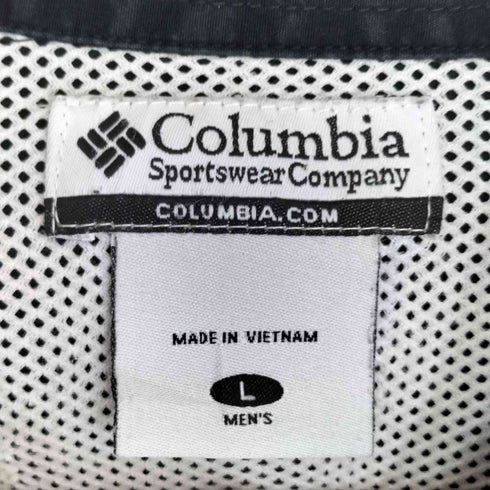 Columbia
Sportswear Company
COLUMBIA.COM
MADE IN VIETNAM
L
MEN'S